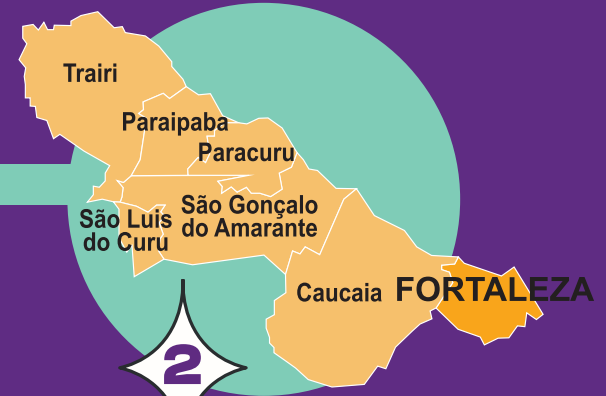 Trairi
Paraipaba
Paracuru
São Luis
do Curu
São Gonçalo
do Amarante
Caucaia
FORTALEZA
2